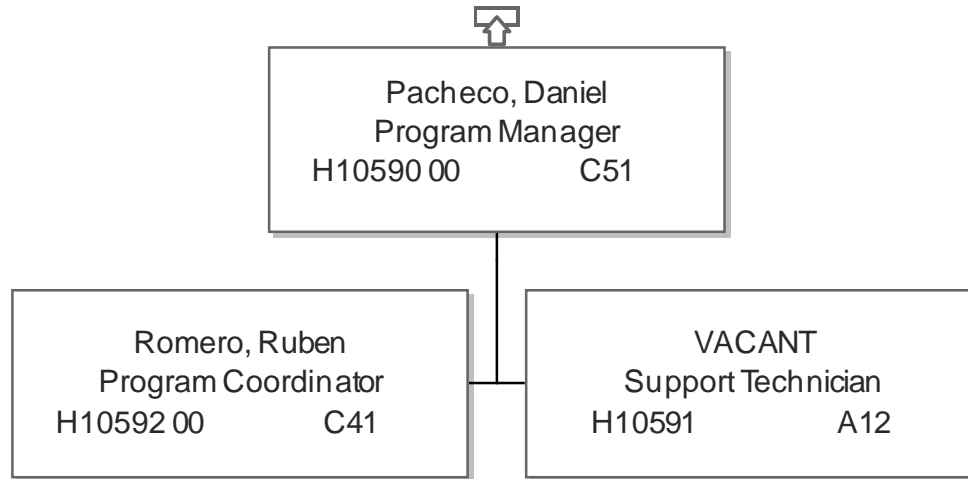 Pacheco, Daniel
Program Manager
H10590 00 C51
Romero, Ruben
Program Coordinator
H10592 00 C41
VACANT
Support Technician
H10591 A12